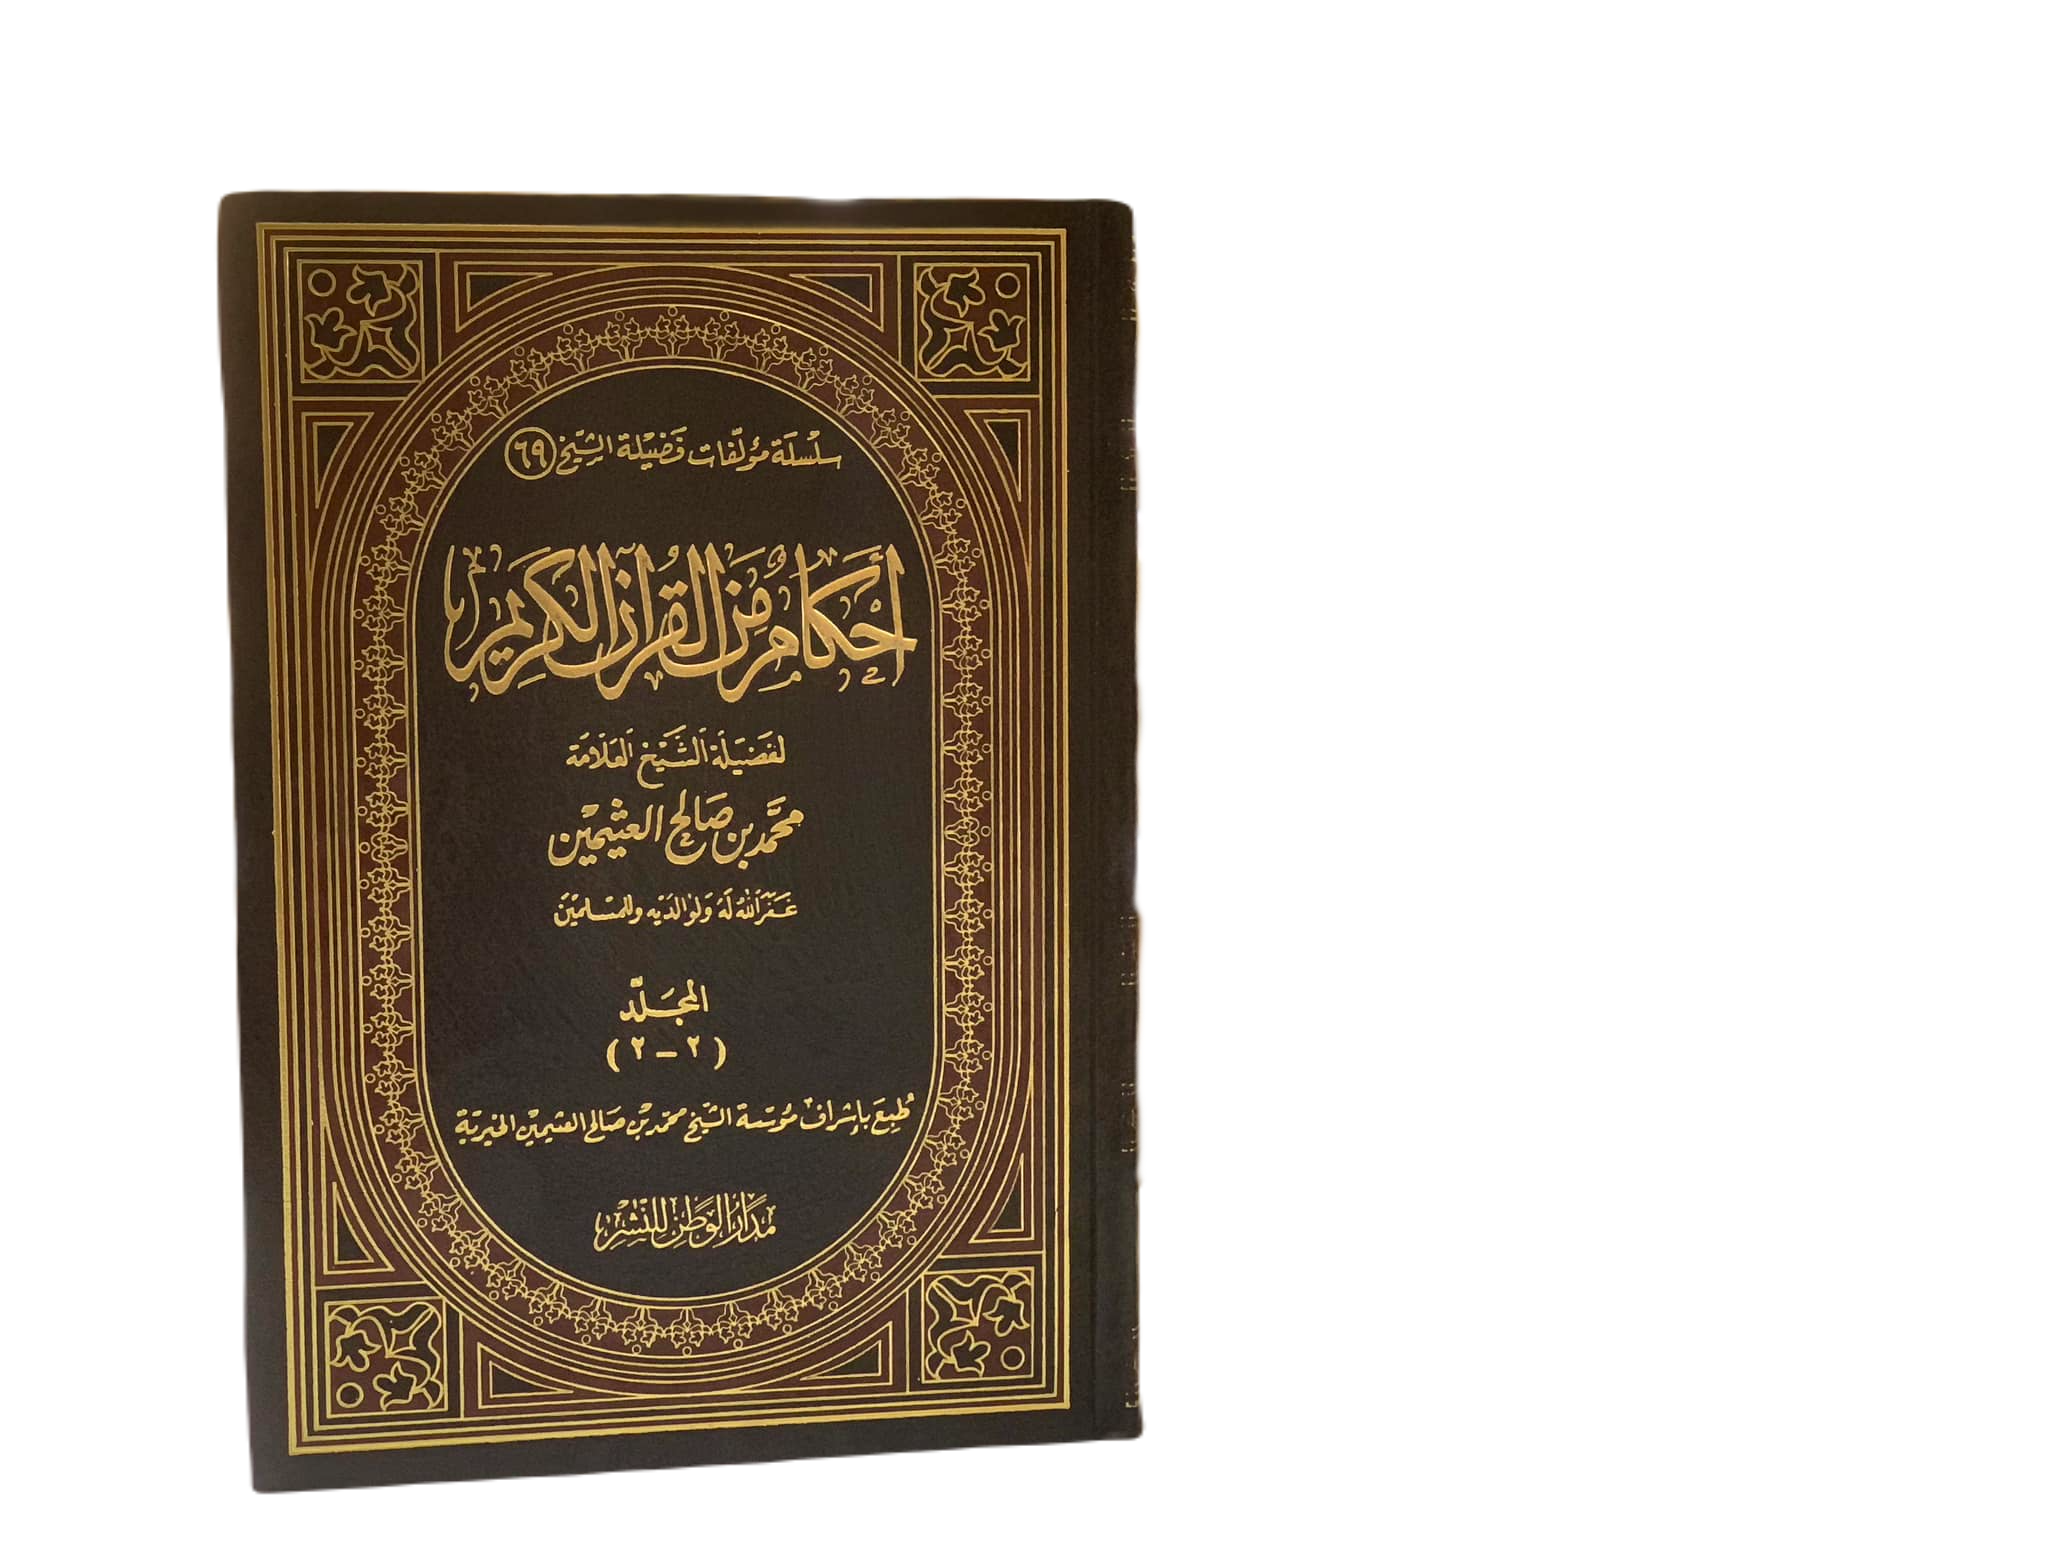 سلسلة مؤلفات فضيلة الشيخ ٦٩
أحكام من القرآن الكريم
لفضيلة الشيخ العلامة
محمد بن صالح العثيمين
غفر الله له ولوالديه وللمسلمين
المجلد
(٢-٢)
طبع بإشراف مؤسسة الشيخ محمد بن صالح العثيمين الخيرية
مدار الوطن للنشر